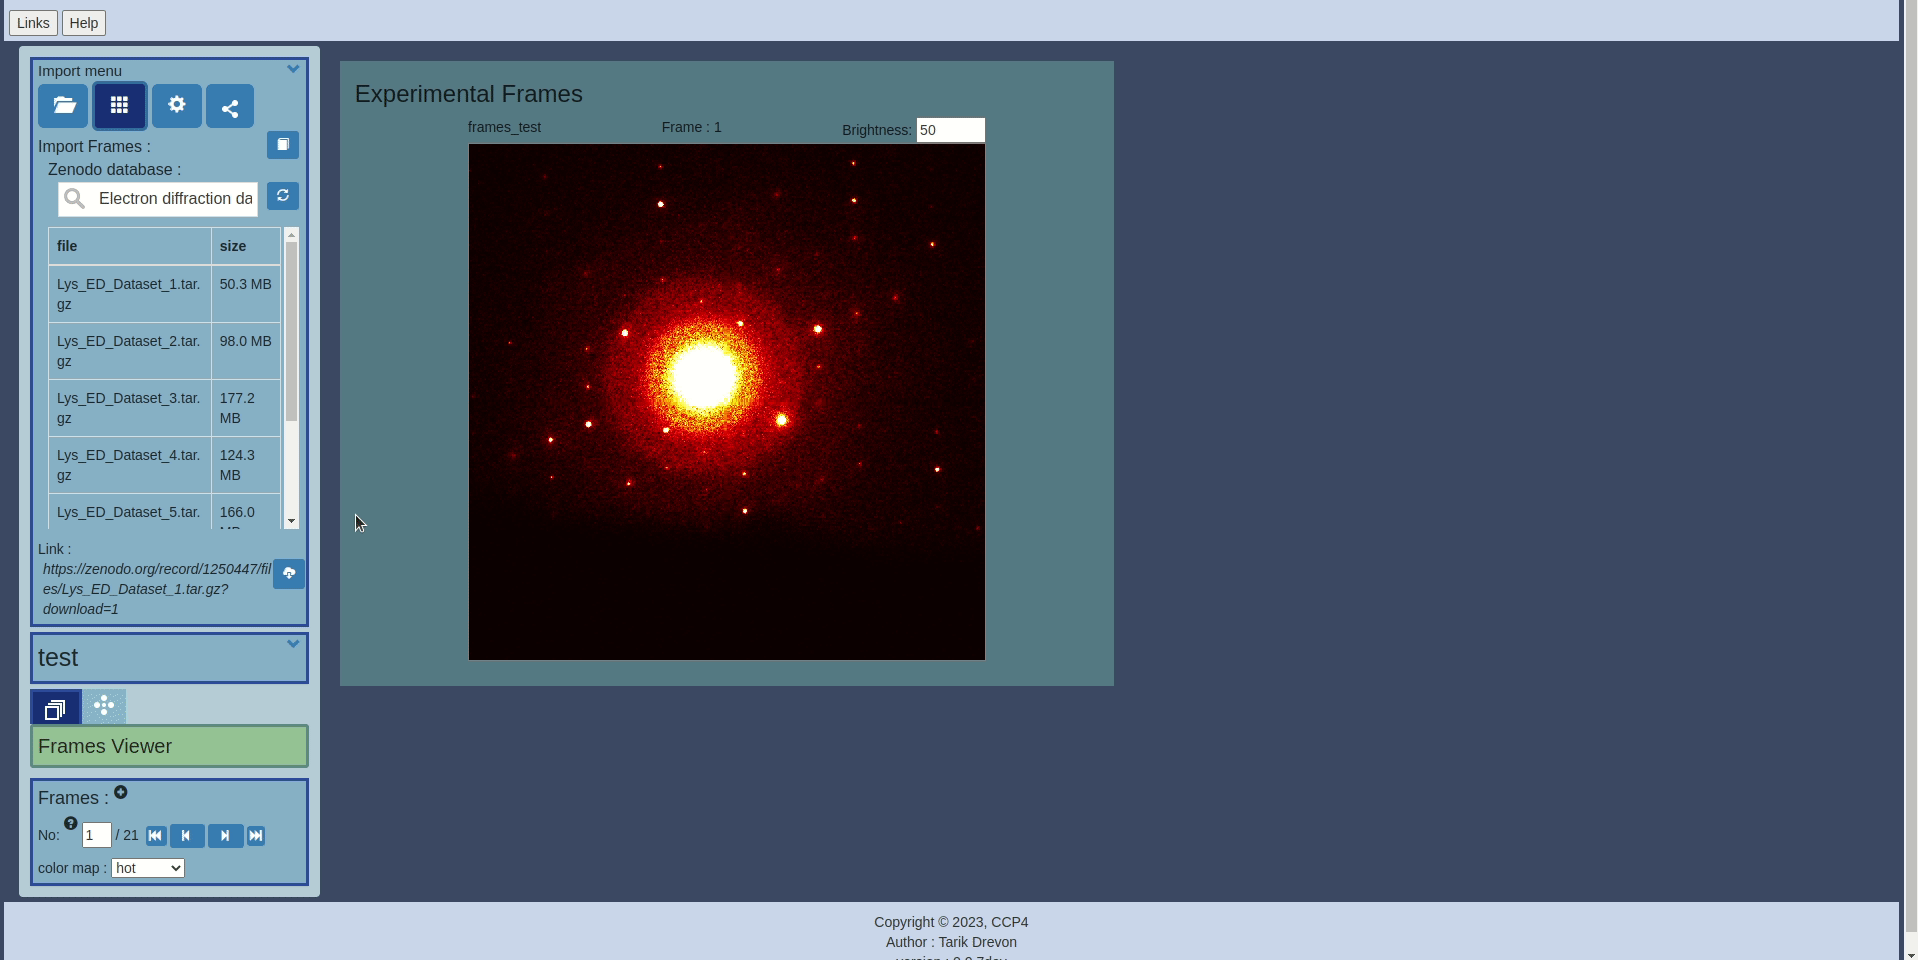 Links Help
Import menu
Import Frames :
Zenodo database :
Electron diffraction da
file size
Lys_ED_Dataset_1.tar. 50.3 MB
gz
Lys_ED_Dataset_2.tar. 98.0 MB
gz
Lys_ED_Dataset_3.tar. 177.2
gz MB
Lys_ED_Dataset_4.tar. 124.3
gz MB
Lys_ED_Dataset_5.tar. 166.0
Link :
https://zenodo.org/record/1250447/fil
es/Lys_ED_Dataset_1.tar.gz?
download=1
test
Frames Viewer
Frames :
No: 1 / 21
color map : hot
Experimental Frames
frames_test Frame : 1 Brightness: 50
Copyright © 2023, CCP4
Author : Tarik Drevon